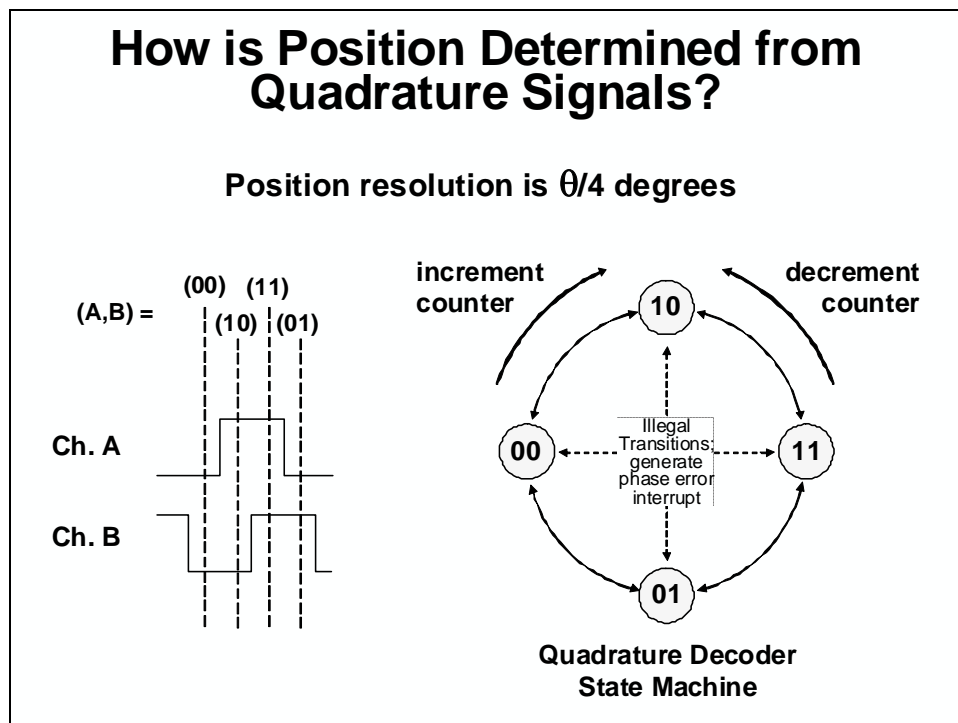 How is Position Determined from
Quadrature Signals?
Position resolution is θ/4 degrees
(A,B) =
(00)
(11)
(10)
(01)
Ch. A
Ch. B
increment
counter
decrement
counter
10
00
Illegal
Transitions;
generate
phase error
interrupt
11
01
Quadrature Decoder
State Machine